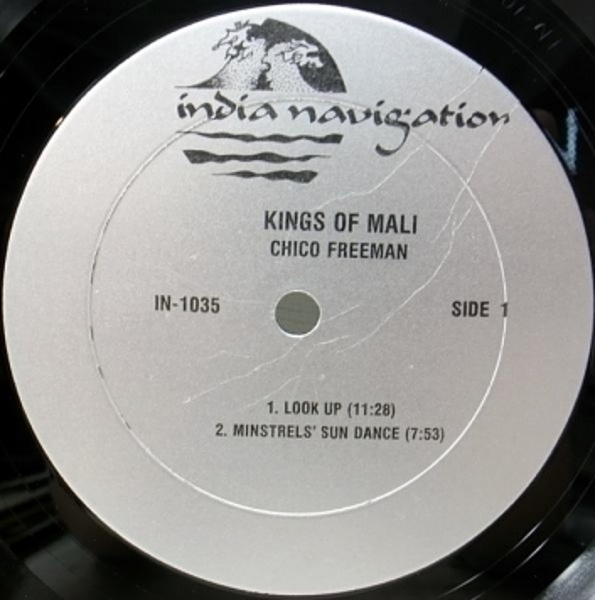 india navigation
KINGS OF MALI
CHICO FREEMAN
IN-1035
SIDE 1
1. LOOK UP (11:28)
2. MINSTRELS' SUN DANCE (7:53)